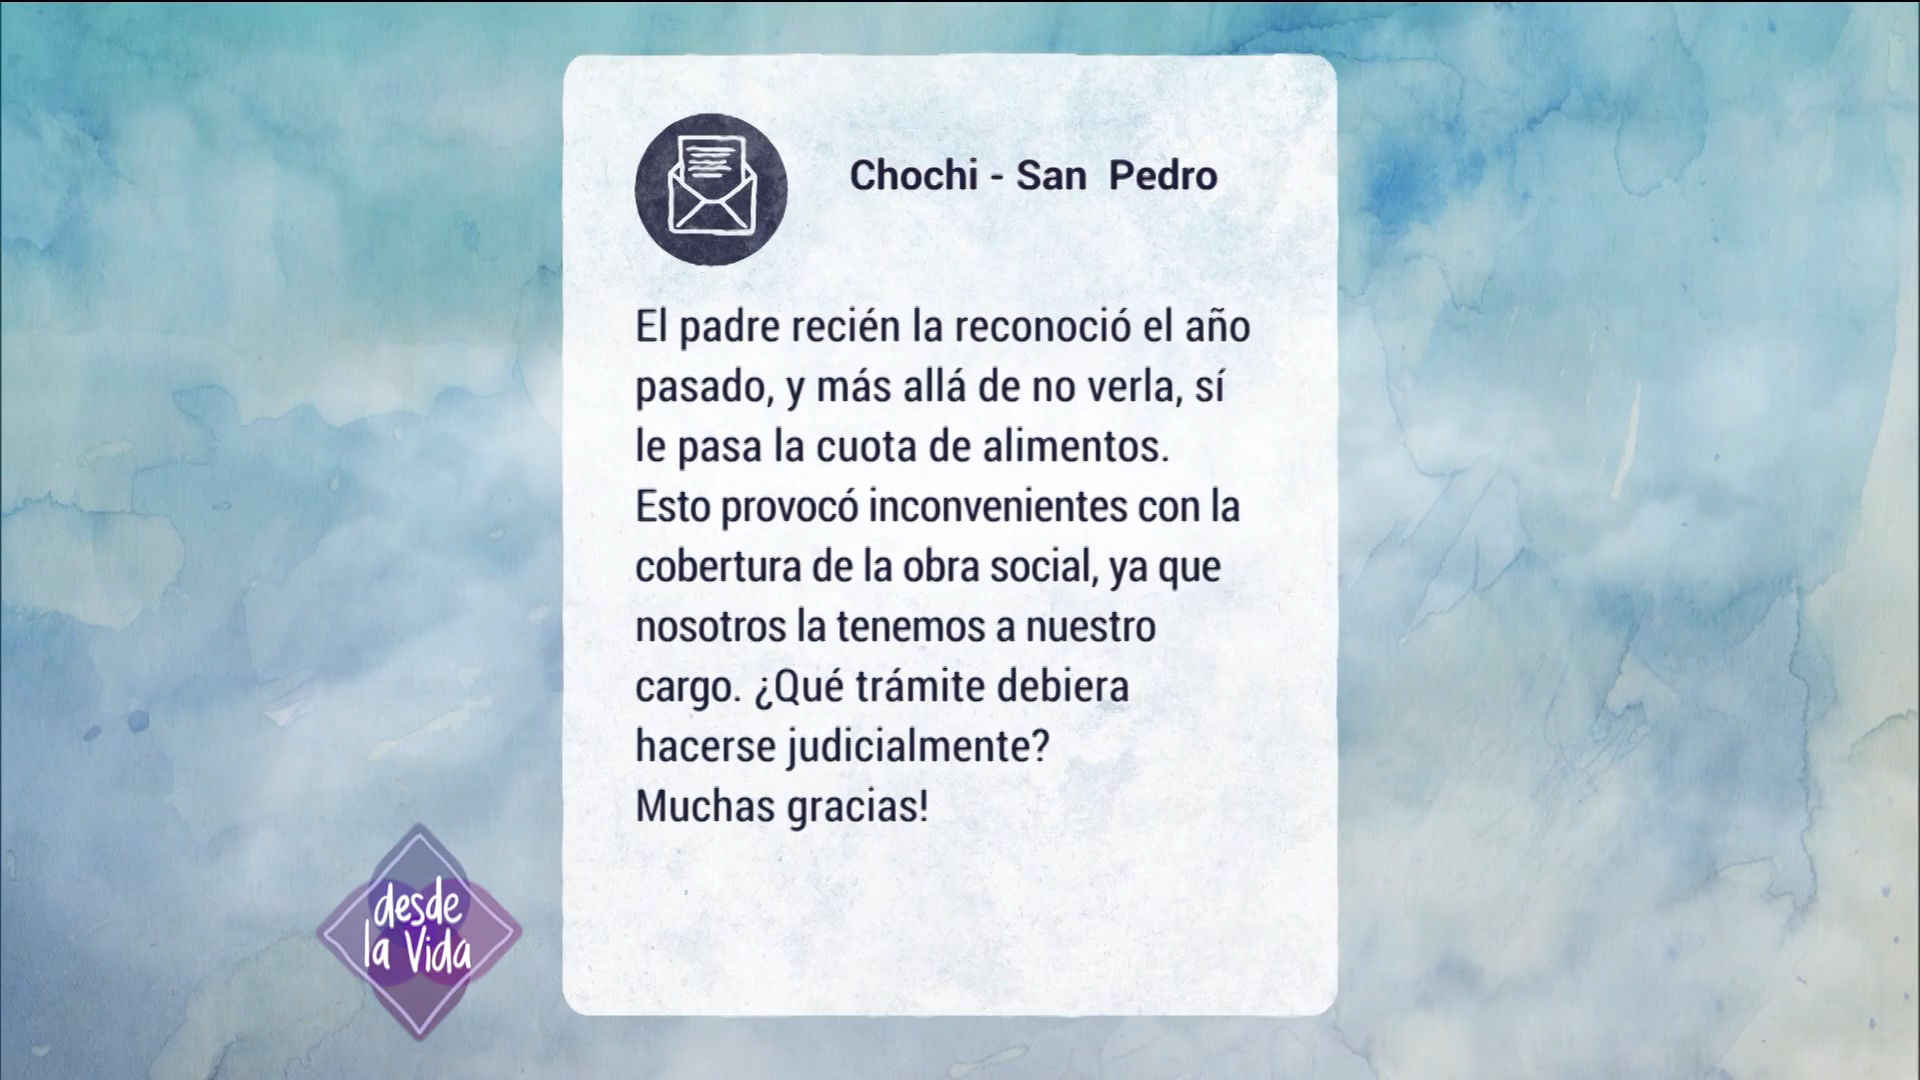 Chochi - San Pedro
El padre recién la reconoció el año
pasado, y más allá de no verla, sí
le pasa la cuota de alimentos.
Esto provocó inconvenientes con la
cobertura de la obra social, ya que
nosotros la tenemos a nuestro
cargo. ¿Qué trámite debiera
hacerse judicialmente?
Muchas gracias!
desde
la Vida